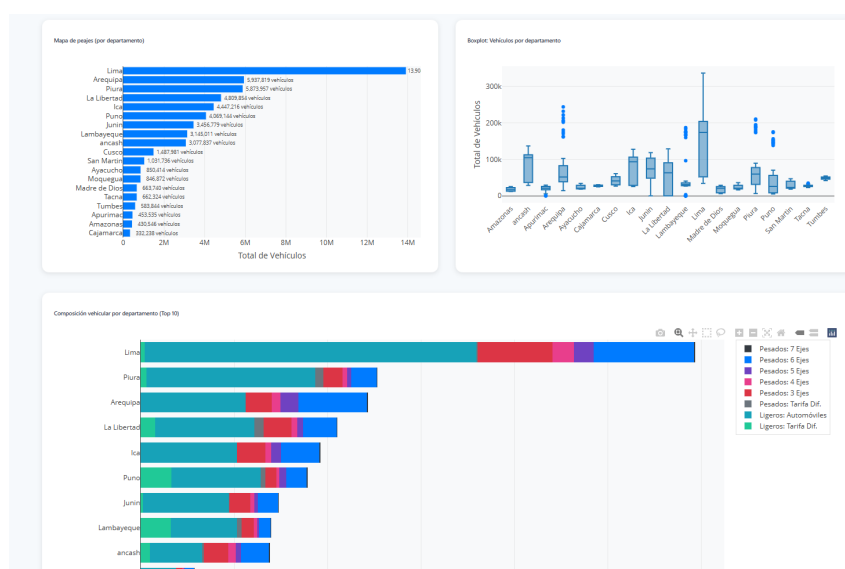 Mapa de peajes (por departamento)
Lima
13.90
Arequipa
5,937,819 vehículos
Piura
5,873,957 vehículos
La Libertad
4,809,854 vehículos
Ica
4,447,216 vehículos
Puno
4,069,144 vehículos
Junin
3,456,779 vehículos
Lambayeque
3,148,011 vehículos
ancash
3,077,837 vehículos
Cusco
1,487,981 vehículos
San Martin
1,031,736 vehículos
Ayacucho
850,414 vehículos
Moquegua
846,872 vehículos
Madre de Dios
663,740 vehículos
Tacna
662,324 vehículos
Tumbes
583,844 vehículos
Apurimac
453,535 vehículos
Amazonas
430,546 vehículos
Cajamarca
332,238 vehículos
0 2M 4M 6M 8M 10M 12M 14M
Total de Vehículos
Boxplot: Vehículos por departamento
Total de Vehículos
300k
200k
100k
0
Amazonas
ancash
Apurimac
Arequipa
Ayacucho
Cajamarca
Cusco
Ica
Junin
La Libertad
Lambayeque
Lima
Madre de Dios
Moquegua
Piura
Puno
San Martin
Tacna
Tumbes
Composición vehicular por departamento (Top 10)
Lima
Piura
Arequipa
La Libertad
Ica
Puno
Junin
Lambayeque
ancash
Pesados: 7 Ejes
Pesados: 6 Ejes
Pesados: 5 Ejes
Pesados: 4 Ejes
Pesados: 3 Ejes
Pesados: Tarifa Dif.
Ligeros: Automóviles
Ligeros: Tarifa Dif.